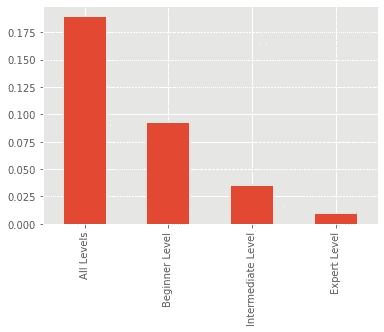 0.175
0.150
0.125
0.100
0.075
0.050
0.025
0.000
All Levels
Beginner Level
Intermediate Level
Expert Level